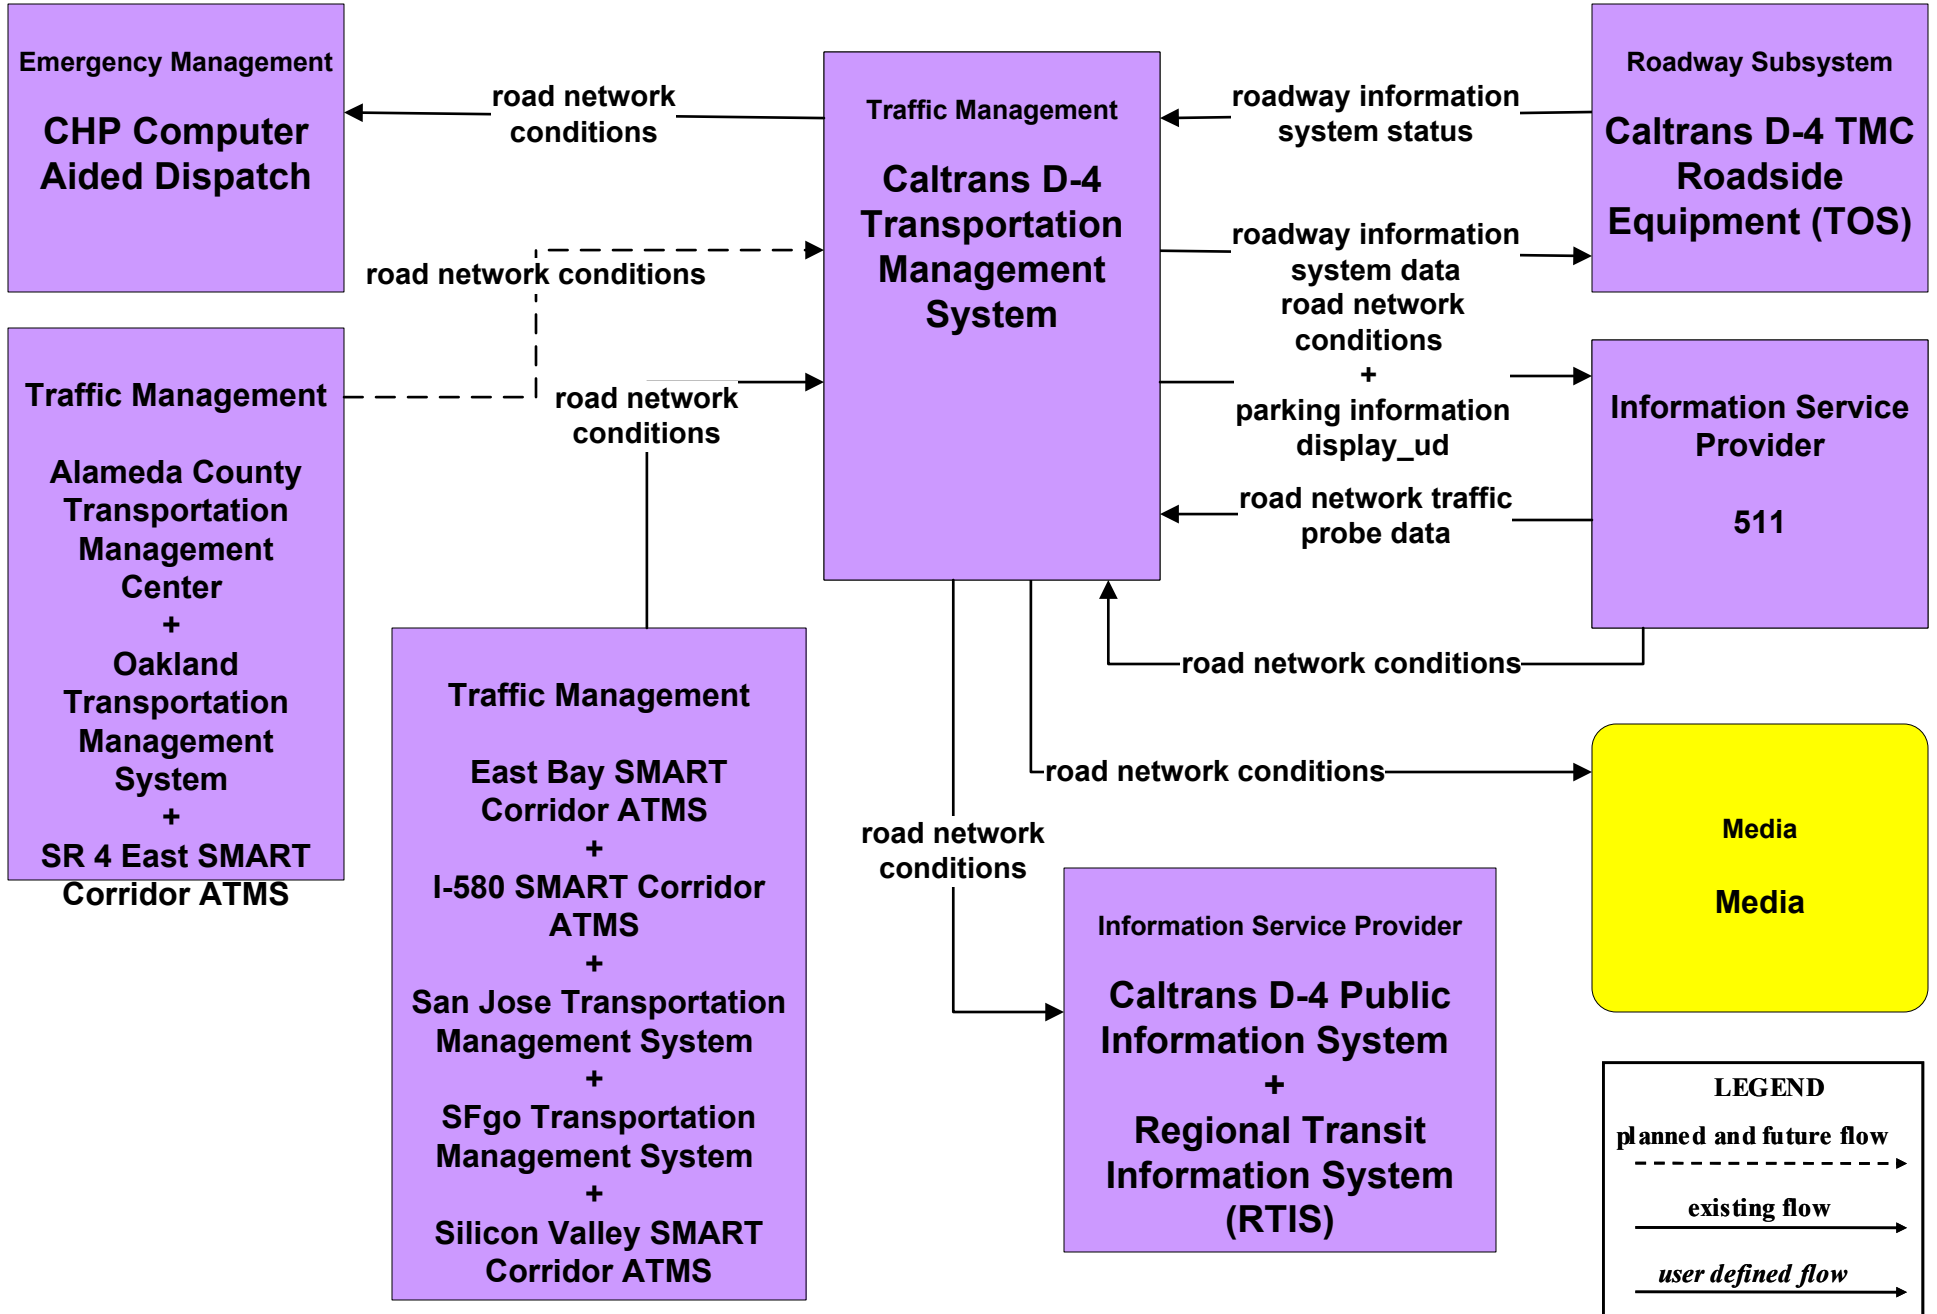 Emergency Management
CHP Computer
Aided Dispatch
road network
conditions
Traffic Management
Caltrans D-4
Transportation
Management
System
roadway information
system status
Roadway Subsystem
Caltrans D-4 TMC
Roadside
Equipment (TOS)
roadway information
system data
road network
conditions
+
parking information
display_ud
road network conditions
Traffic Management
Alameda County
Transportation
Management
Center
+
Oakland
Transportation
Management
System
+
SR 4 East SMART
Corridor ATMS
road network
conditions
Information Service
Provider
511
road network traffic
probe data
road network conditions
Traffic Management
East Bay SMART
Corridor ATMS
+
I-580 SMART Corridor
ATMS
+
San Jose Transportation
Management System
+
SFgo Transportation
Management System
+
Silicon Valley SMART
Corridor ATMS
road network conditions
Media
Media
road network
conditions
Information Service Provider
Caltrans D-4 Public
Information System
+
Regional Transit
Information System
(RTIS)
LEGEND
planned and future flow
existing flow
user defined flow